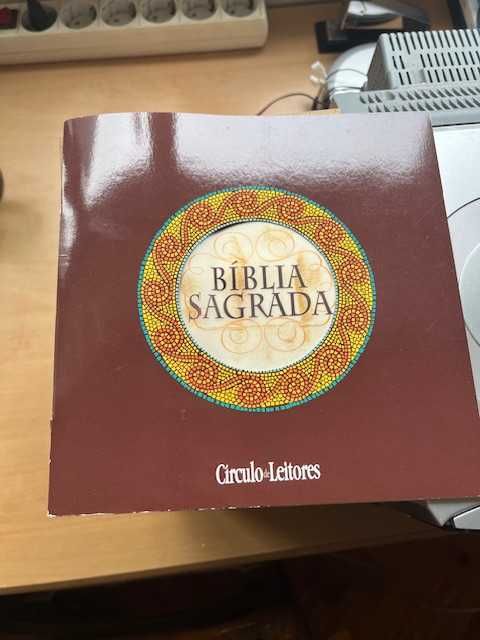 BÍBLIA
SAGRADA
Círculo de Leitores